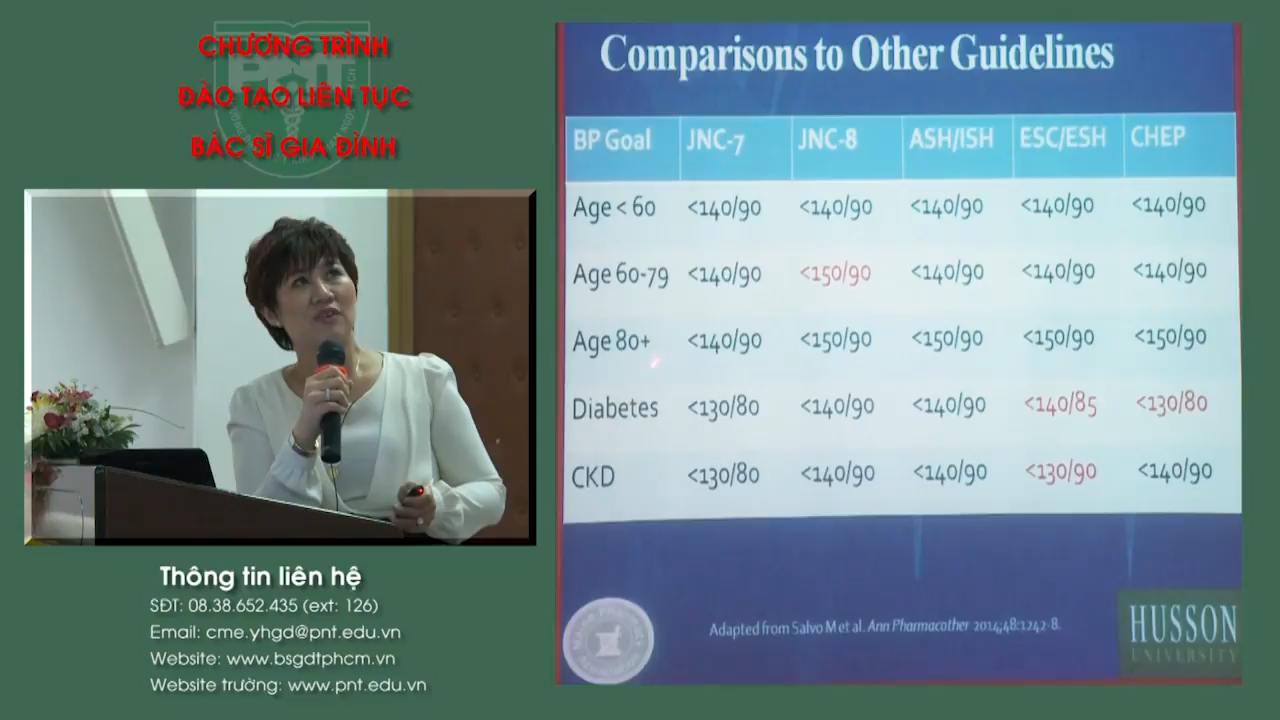 CHƯƠNG TRÌNH
ĐÀO TẠO LIÊN TỤC
BÁC SĨ GIA ĐÌNH
PNT
Thông tin liên hệ
SĐT: 08.38.652.435 (ext: 126)
Email: cme.yhgd@pnt.edu.vn
Website: www.bsgdtphcm.vn
Website trường: www.pnt.edu.vn
Comparisons to Other Guidelines
BP Goal JNC-7 JNC-8 ASH/ISH ESC/ESH CHEP
Age < 60 <140/90 <140/90 <140/90 <140/90 <140/90
Age 60-79 <140/90 <150/90 <140/90 <140/90 <140/90
Age 80+ <140/90 <150/90 <150/90 <150/90 <150/90
Diabetes <130/80 <140/90 <140/90 <140/85 <130/80
CKD <130/80 <140/90 <140/90 <130/90 <140/90
Adapted from Salvo M et al. Ann Pharmacother 2014;48:1242-8.
HUSSON
UNIVERSITY